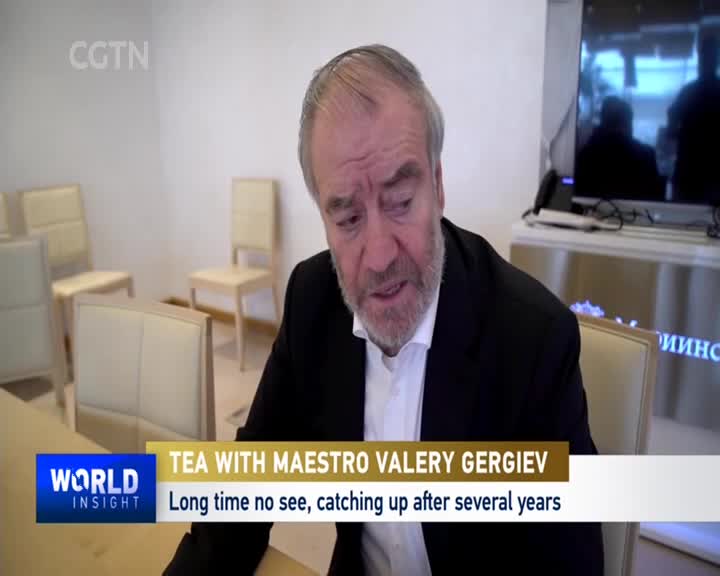 CGTN
TEA WITH MAESTRO VALERY GERGIEV
WORLD
INSIGHT
Long time no see, catching up after several years